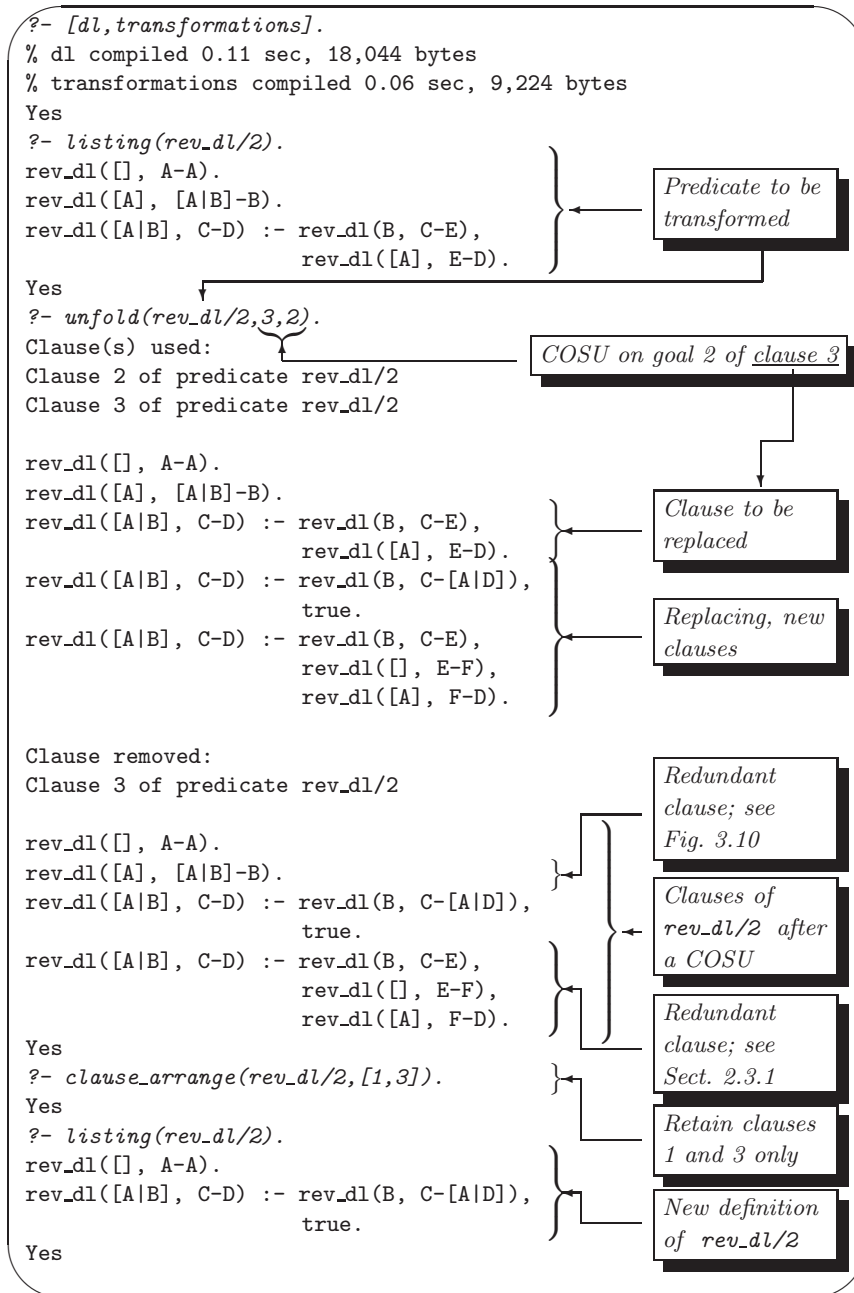 ?- [dl,transformations].
% dl compiled 0.11 sec, 18,044 bytes
% transformations compiled 0.06 sec, 9,224 bytes
Yes
?- listing(rev_dl/2).
rev_dl([], A-A).
rev_dl([A], [A|B]-B).
rev_dl([A|B], C-D) :- rev_dl(B, C-E),
rev_dl([A], E-D).
Predicate to be
transformed
Yes
?- unfold(rev_dl/2,3,2).
Clause(s) used:
COSU on goal 2 of clause 3
Clause 2 of predicate rev_dl/2
Clause 3 of predicate rev_dl/2
rev_dl([], A-A).
rev_dl([A], [A|B]-B).
rev_dl([A|B], C-D) :- rev_dl(B, C-E),
rev_dl([A], E-D).
Clause to be
replaced
rev_dl([A|B], C-D) :- rev_dl(B, C-[A|D]),
true.
rev_dl([A|B], C-D) :- rev_dl(B, C-E),
rev_dl([], E-F),
rev_dl([A], F-D).
Replacing, new
clauses
Clause removed:
Clause 3 of predicate rev_dl/2
Redundant
clause; see
Fig. 3.10
rev_dl([], A-A).
rev_dl([A], [A|B]-B).
rev_dl([A|B], C-D) :- rev_dl(B, C-[A|D]),
true.
rev_dl([A|B], C-D) :- rev_dl(B, C-E),
rev_dl([], E-F),
rev_dl([A], F-D).
Clauses of
rev_dl/2 after
a COSU
Redundant
clause; see
Sect. 2.3.1
Yes
?- clause_arrange(rev_dl/2,[1,3]).
Yes
Retain clauses
1 and 3 only
?- listing(rev_dl/2).
rev_dl([], A-A).
rev_dl([A|B], C-D) :- rev_dl(B, C-[A|D]),
true.
New definition
of rev_dl/2
Yes